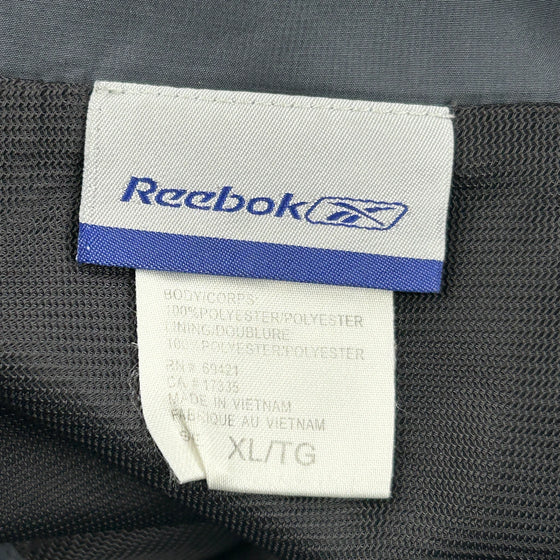 Reebok
BODY/CORPS:
100%POLYESTER/POLYESTER
LINING/DOUBLURE
100%POLYESTER/POLYESTER
RN# 69421
CA# 17335
MADE IN VIETNAM
FABRIQUE AU VIETNAM
XL/TG